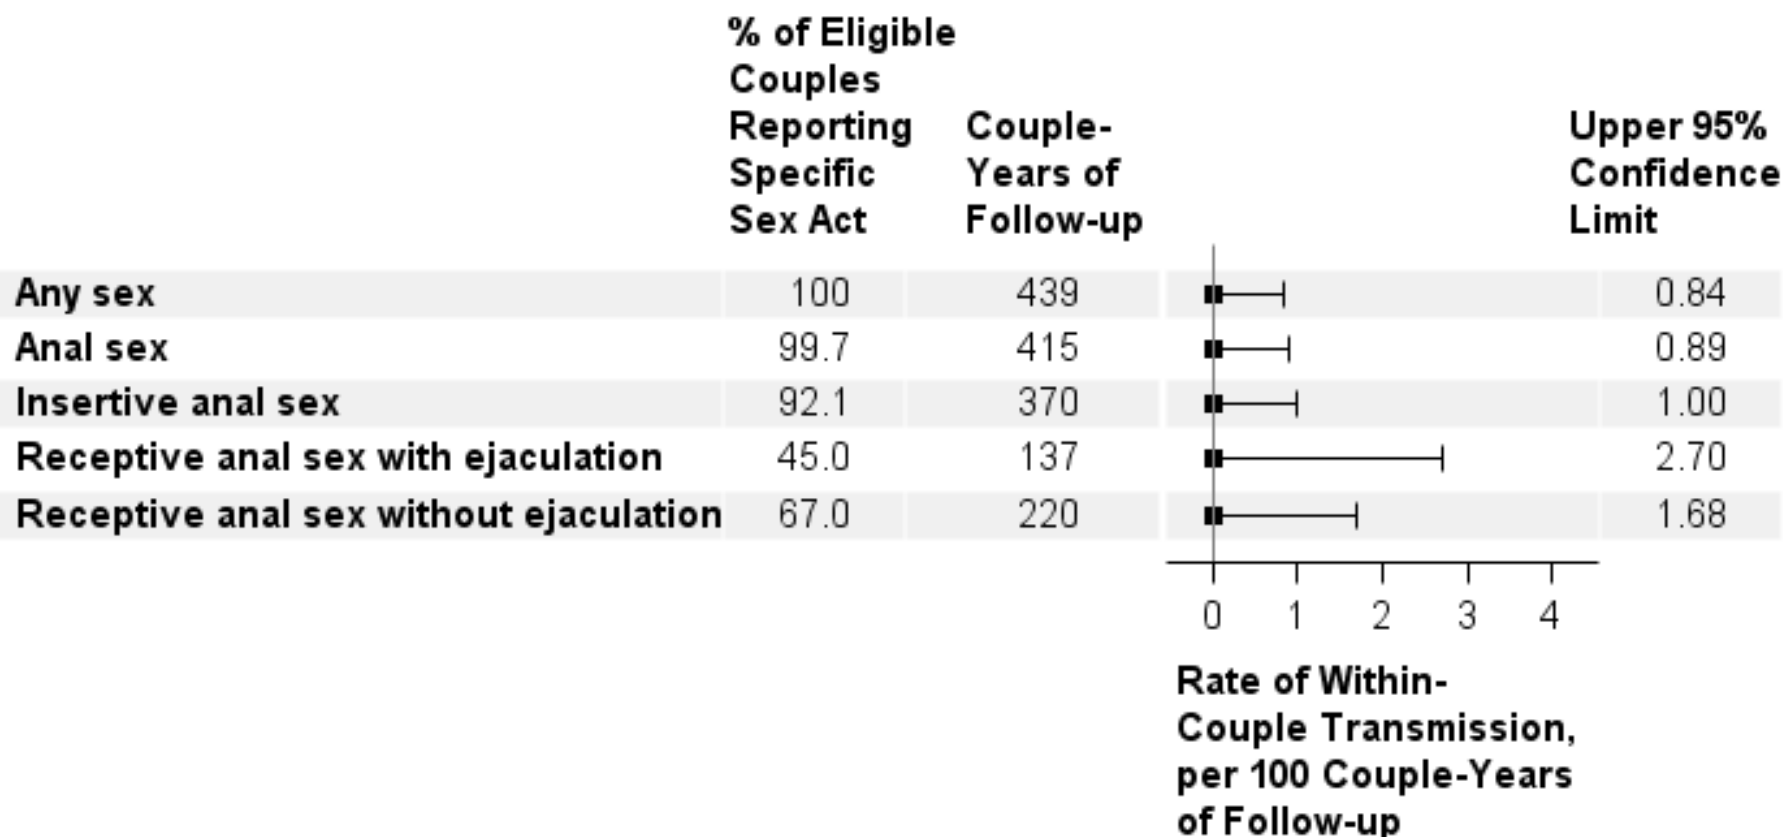 % of Eligible
Couples
Reporting
Specific
Sex Act
Couple-
Years of
Follow-up
Upper 95%
Confidence
Limit
Any sex 100 439 0.84
Anal sex 99.7 415 0.89
Insertive anal sex 92.1 370 1.00
Receptive anal sex with ejaculation 45.0 137 2.70
Receptive anal sex without ejaculation 67.0 220 1.68
0 1 2 3 4
Rate of Within-
Couple Transmission,
per 100 Couple-Years
of Follow-up